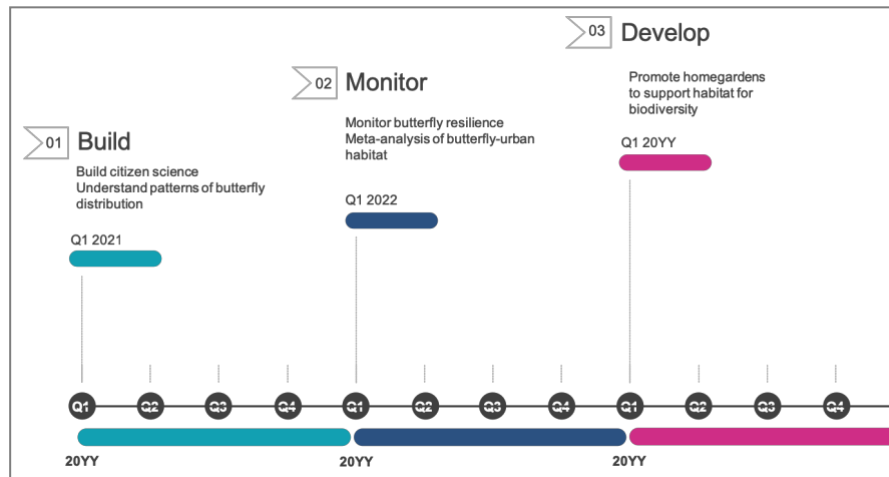 01 Build
Build citizen science
Understand patterns of butterfly
distribution
Q1 2021
02 Monitor
Monitor butterfly resilience
Meta-analysis of butterfly-urban
habitat
Q1 2022
03 Develop
Promote homegardens
to support habitat for
biodiversity
Q1 20YY
Q1 Q2 Q3 Q4 Q1 Q2 Q3 Q4 Q1 Q2 Q3 Q4
20YY 20YY 20YY